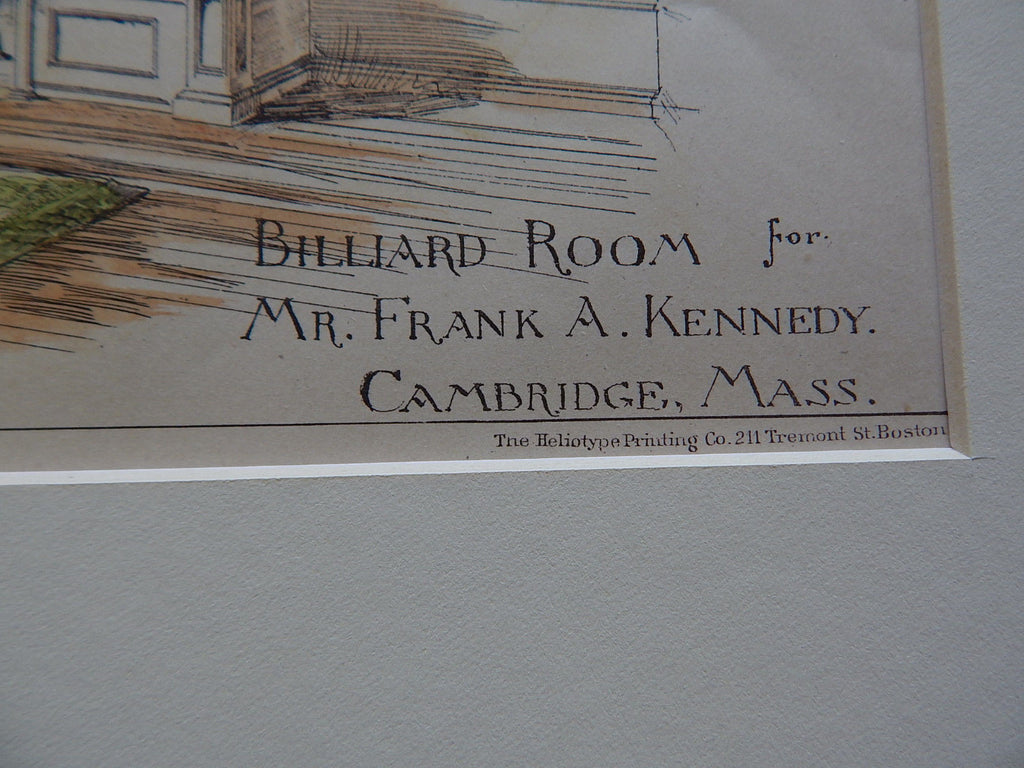 BILLIARD ROOM for.
MR. FRANK A. KENNEDY.
CAMBRIDGE, MASS.
The Heliotype Printing Co. 211 Tremont St. Boston